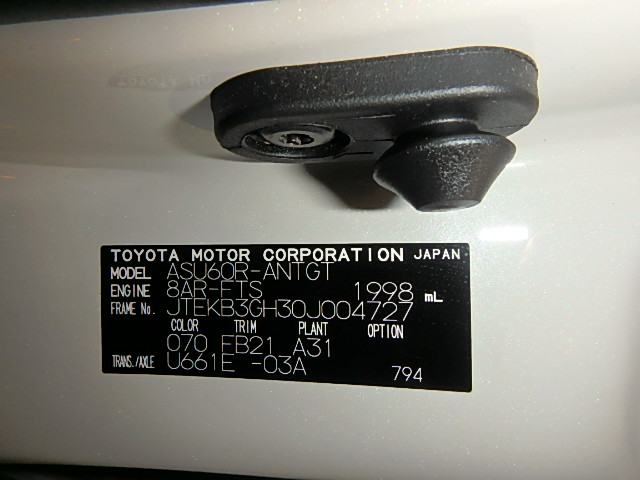 TOYOTA MOTOR CORPORATION JAPAN
MODEL ASU60R-ANTGT
ENGINE 8AR-FTS 1998 mL
FRAME No. JTEKB3GH30J004727
COLOR TRIM PLANT OPTION
070 FB21 A31
TRANS./AXLE U661E -03A
794